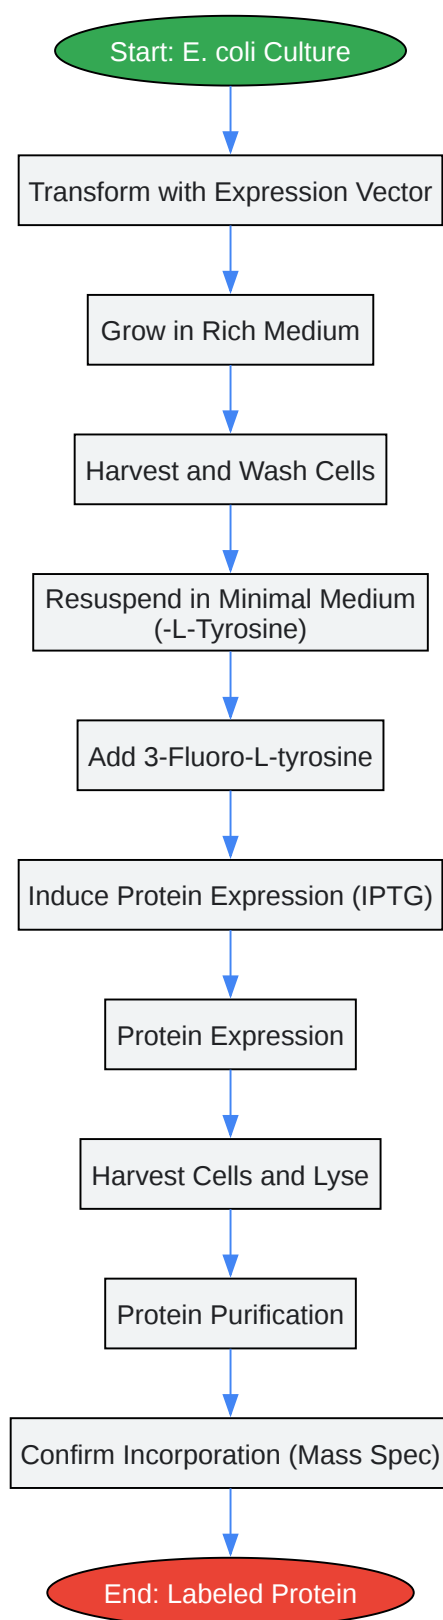 Start: E. coli Culture
Transform with Expression Vector
Grow in Rich Medium
Harvest and Wash Cells
Resuspend in Minimal Medium
(-L-Tyrosine)
Add 3-Fluoro-L-tyrosine
Induce Protein Expression (IPTG)
Protein Expression
Harvest Cells and Lyse
Protein Purification
Confirm Incorporation (Mass Spec)
End: Labeled Protein